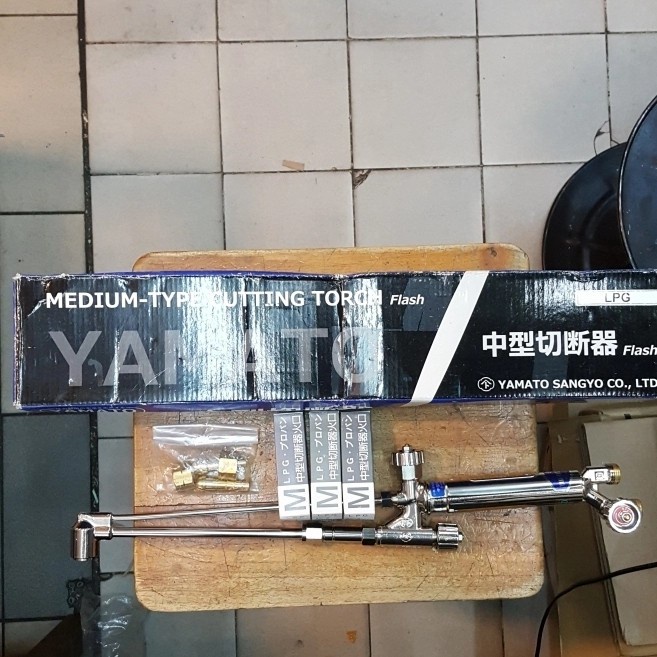 MEDIUM-TYPE CUTTING TORCH Flash
LPG
YAMATO
中型切断器 Flash
YAMATO SANGYO CO., LTD
M LPG・プロパン
中型切断器火口
M LPG・プロパン
中型切断器火口
M LPG・プロパン
中型切断器火口